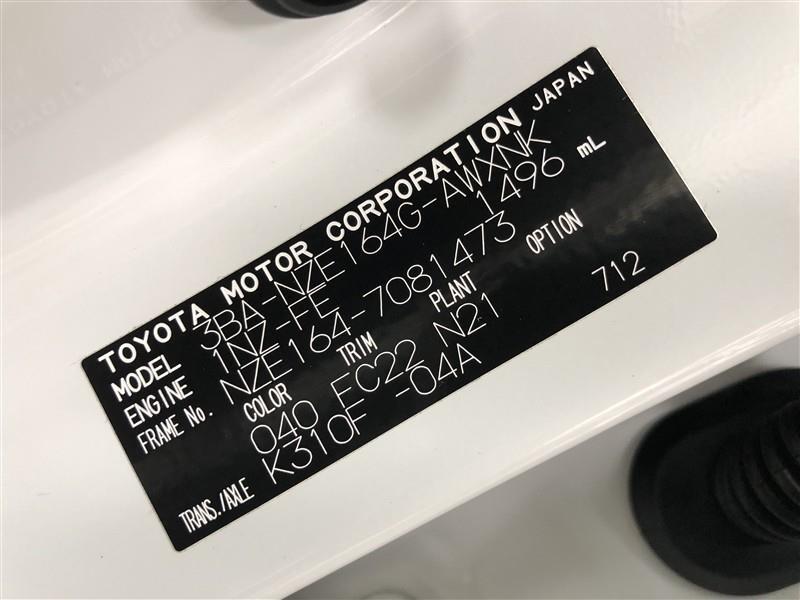 TOYOTA MOTOR CORPORATION JAPAN
MODEL 3BA-NZE164G-AWXNK
ENGINE 1NZ-FE 1496 mL
FRAME No. NZE164-7081473
COLOR TRIM PLANT OPTION
040 FC22 N21 712
TRANS./AXLE K310F -04A